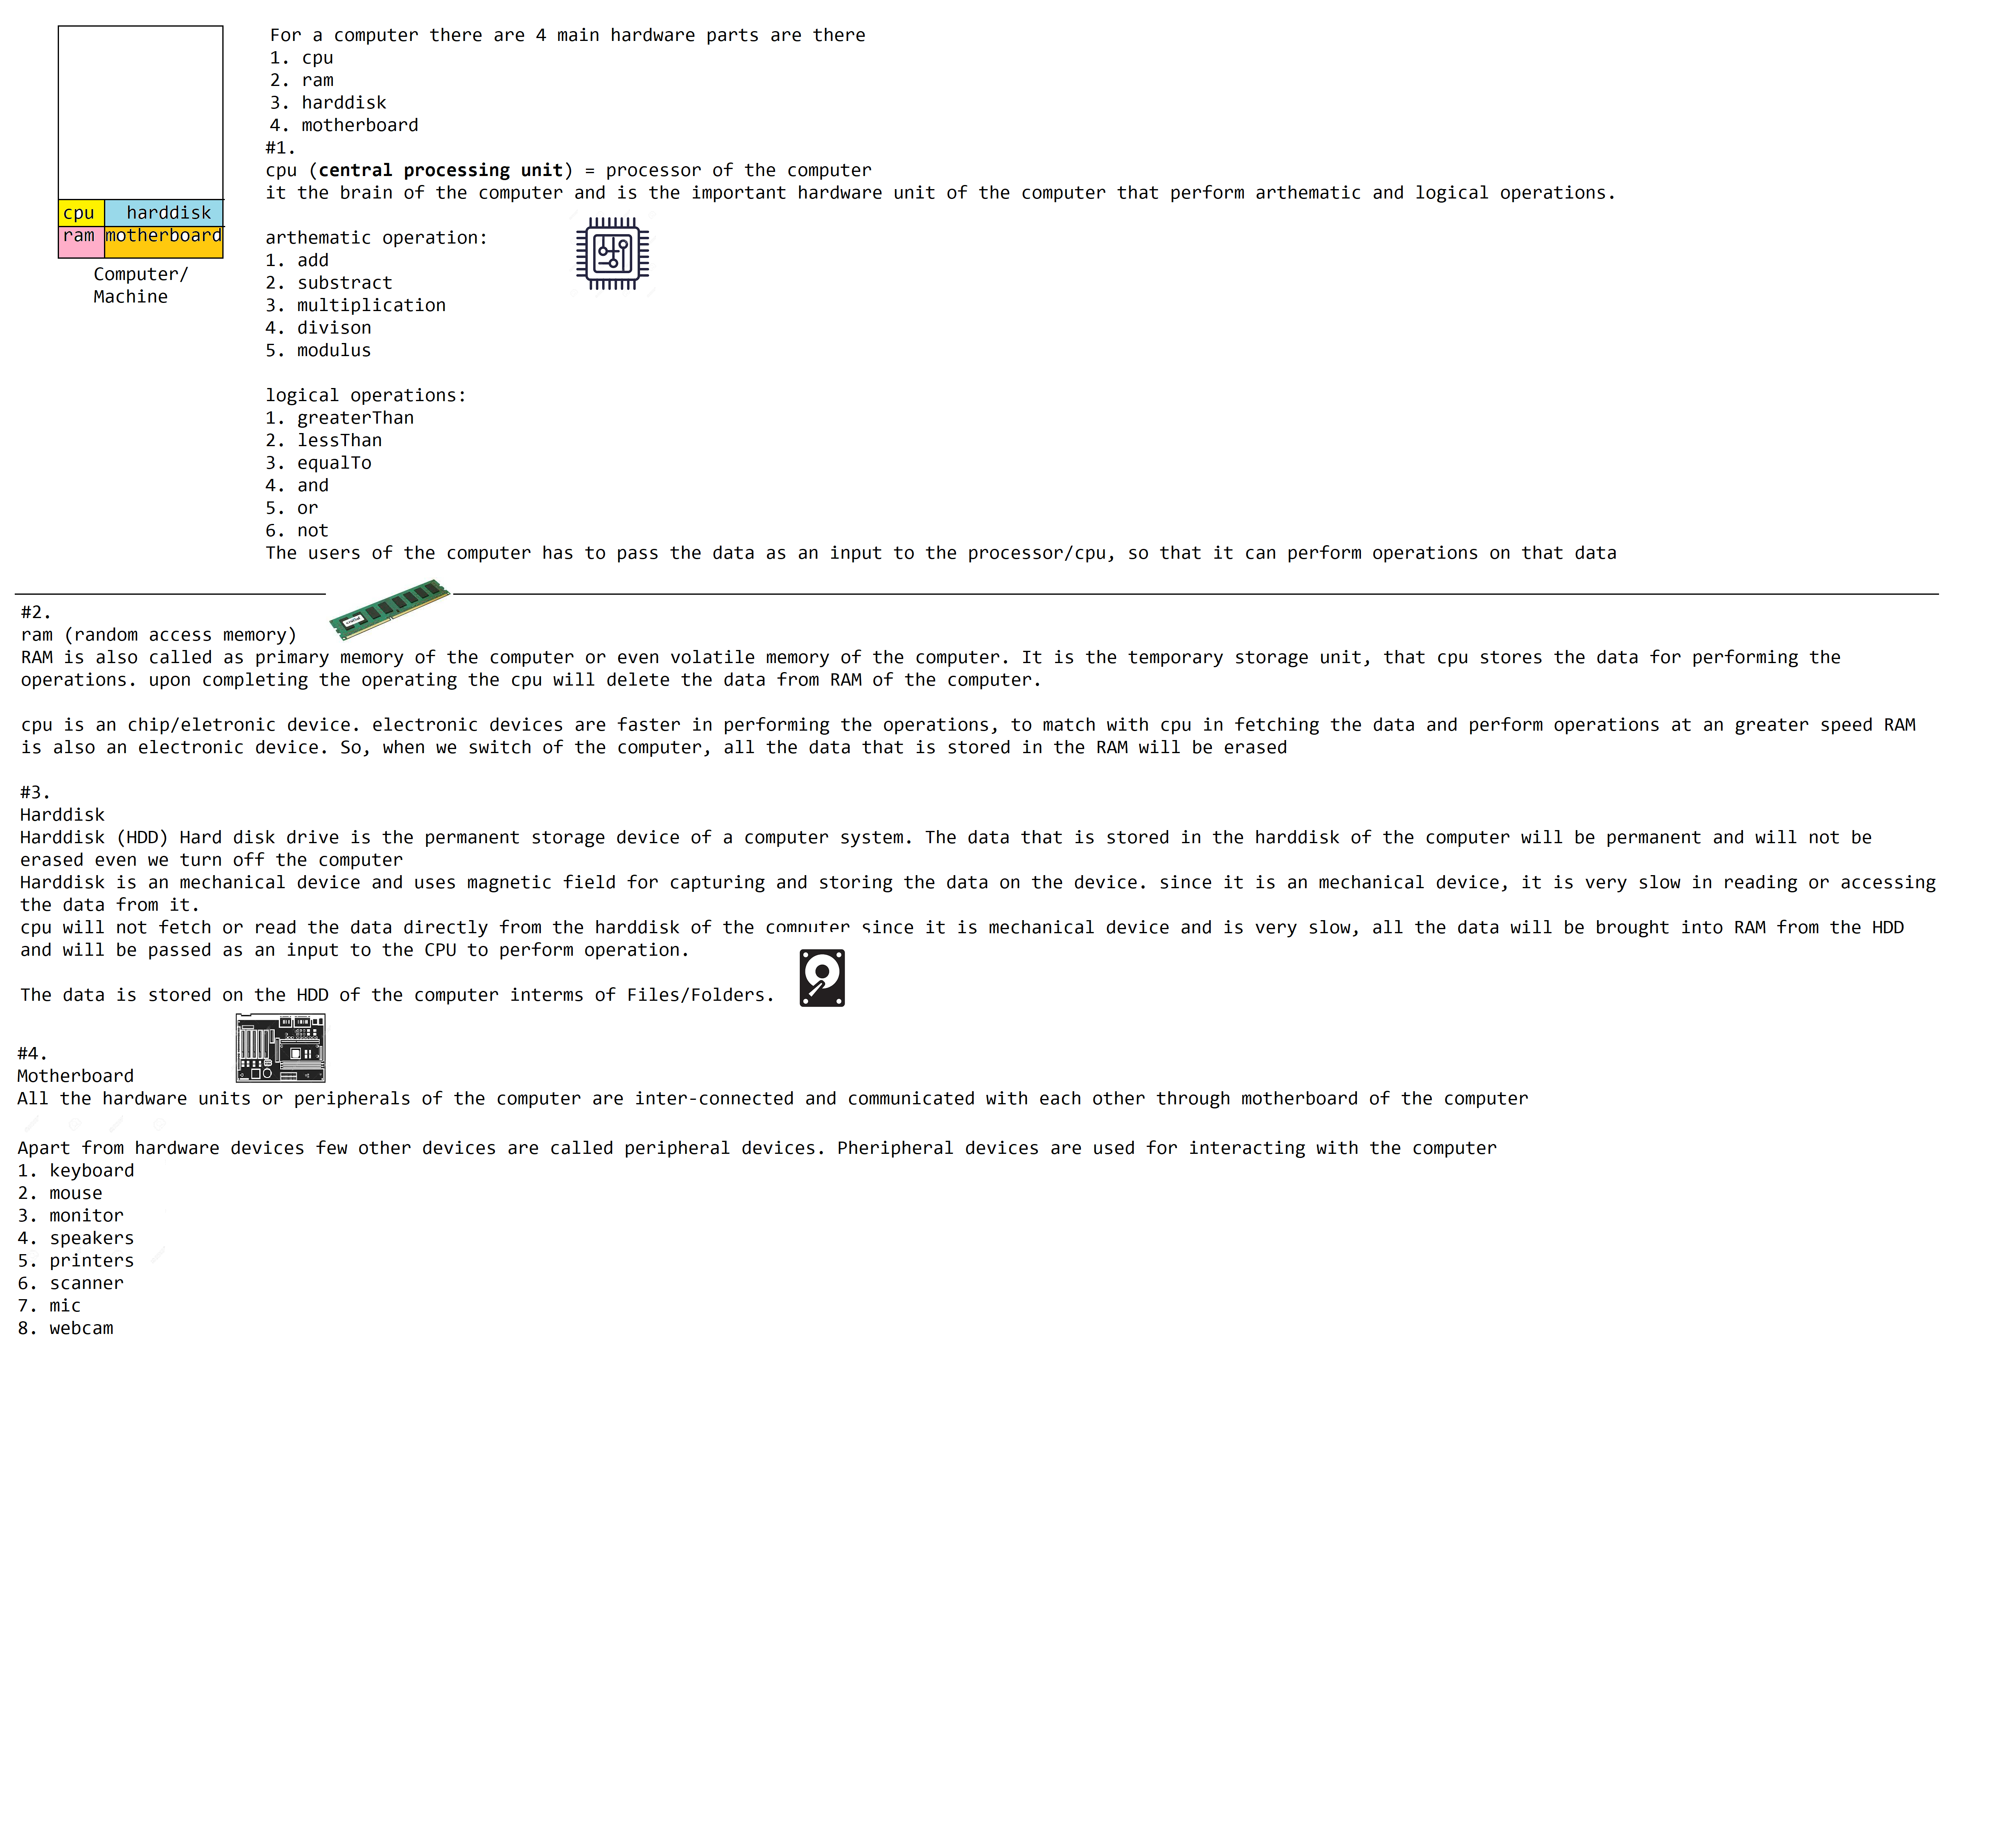 For a computer there are 4 main hardware parts are there
1. cpu
2. ram
3. harddisk
4. motherboard
#1.
cpu (central processing unit) = processor of the computer
it the brain of the computer and is the important hardware unit of the computer that perform arthematic and logical operations.
cpu harddisk
ram motherboard
Computer/
Machine
arthematic operation:
1. add
2. substract
3. multiplication
4. divison
5. modulus
logical operations:
1. greaterThan
2. lessThan
3. equalTo
4. and
5. or
6. not
The users of the computer has to pass the data as an input to the processor/cpu, so that it can perform operations on that data
#2.
ram (random access memory)
RAM is also called as primary memory of the computer or even volatile memory of the computer. It is the temporary storage unit, that cpu stores the data for performing the
operations. upon completing the operating the cpu will delete the data from RAM of the computer.
cpu is an chip/eletronic device. electronic devices are faster in performing the operations, to match with cpu in fetching the data and perform operations at an greater speed RAM
is also an electronic device. So, when we switch of the computer, all the data that is stored in the RAM will be erased
#3.
Harddisk
Harddisk (HDD) Hard disk drive is the permanent storage device of a computer system. The data that is stored in the harddisk of the computer will be permanent and will not be
erased even we turn off the computer
Harddisk is an mechanical device and uses magnetic field for capturing and storing the data on the device. since it is an mechanical device, it is very slow in reading or accessing
the data from it.
cpu will not fetch or read the data directly from the harddisk of the computer since it is mechanical device and is very slow, all the data will be brought into RAM from the HDD
and will be passed as an input to the CPU to perform operation.
The data is stored on the HDD of the computer interms of Files/Folders.
#4.
Motherboard
All the hardware units or peripherals of the computer are inter-connected and communicated with each other through motherboard of the computer
Apart from hardware devices few other devices are called peripheral devices. Pheripheral devices are used for interacting with the computer
1. keyboard
2. mouse
3. monitor
4. speakers
5. printers
6. scanner
7. mic
8. webcam